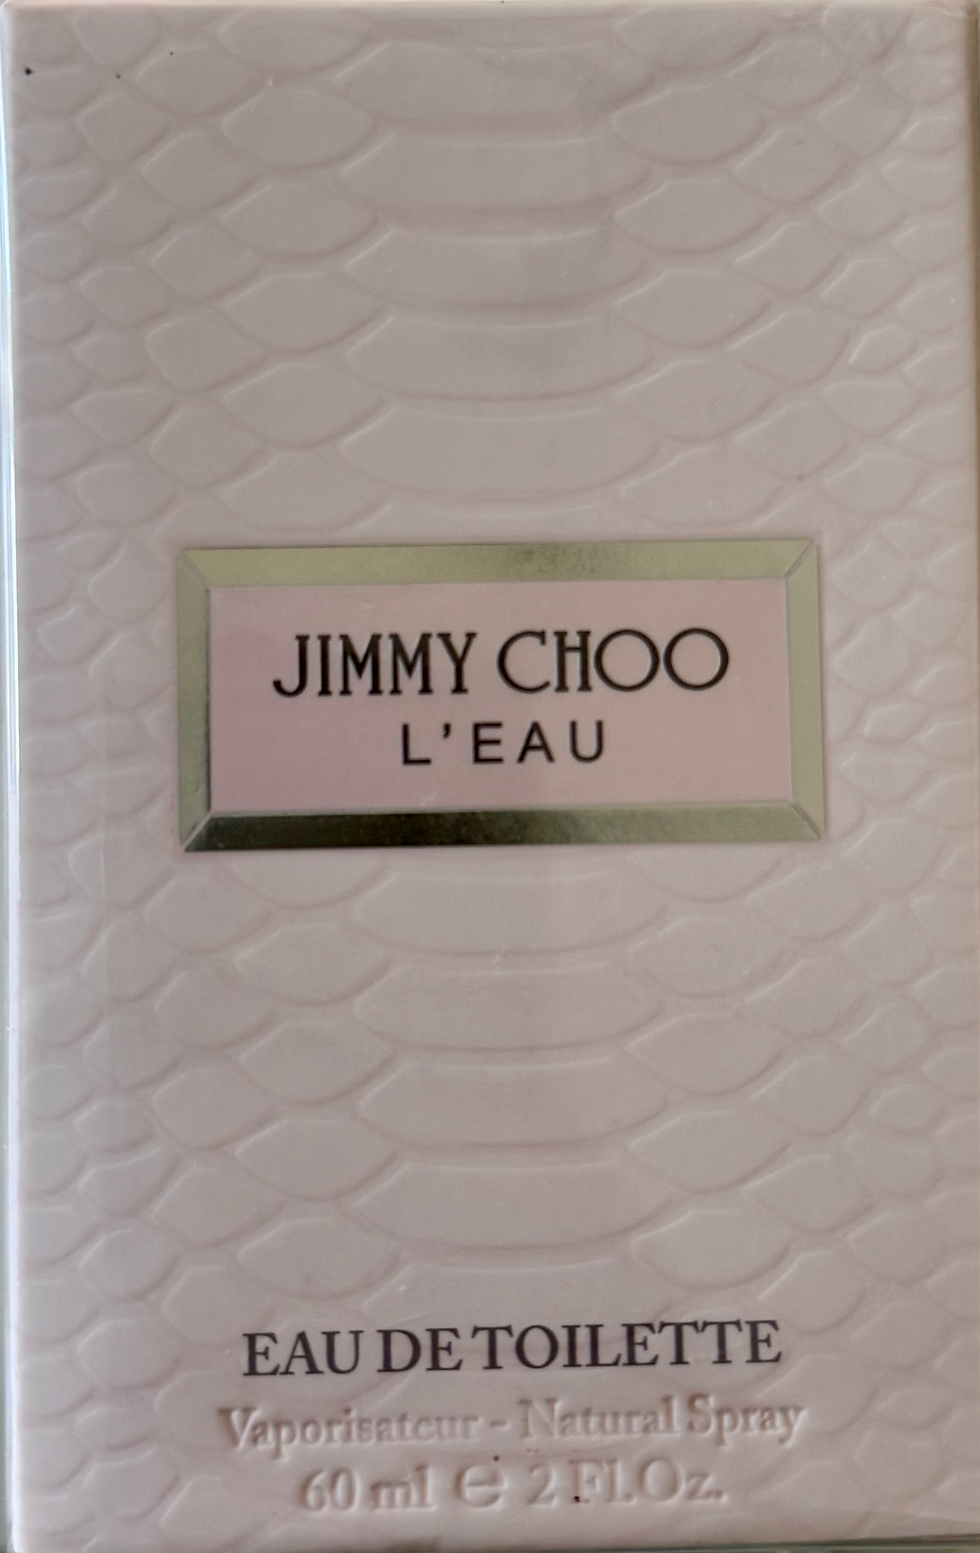 JIMMY CHOO
L'EAU
EAU DE TOILETTE
Vaporisateur - Natural Spray
60 ml ℮ 2 Fl.Oz.